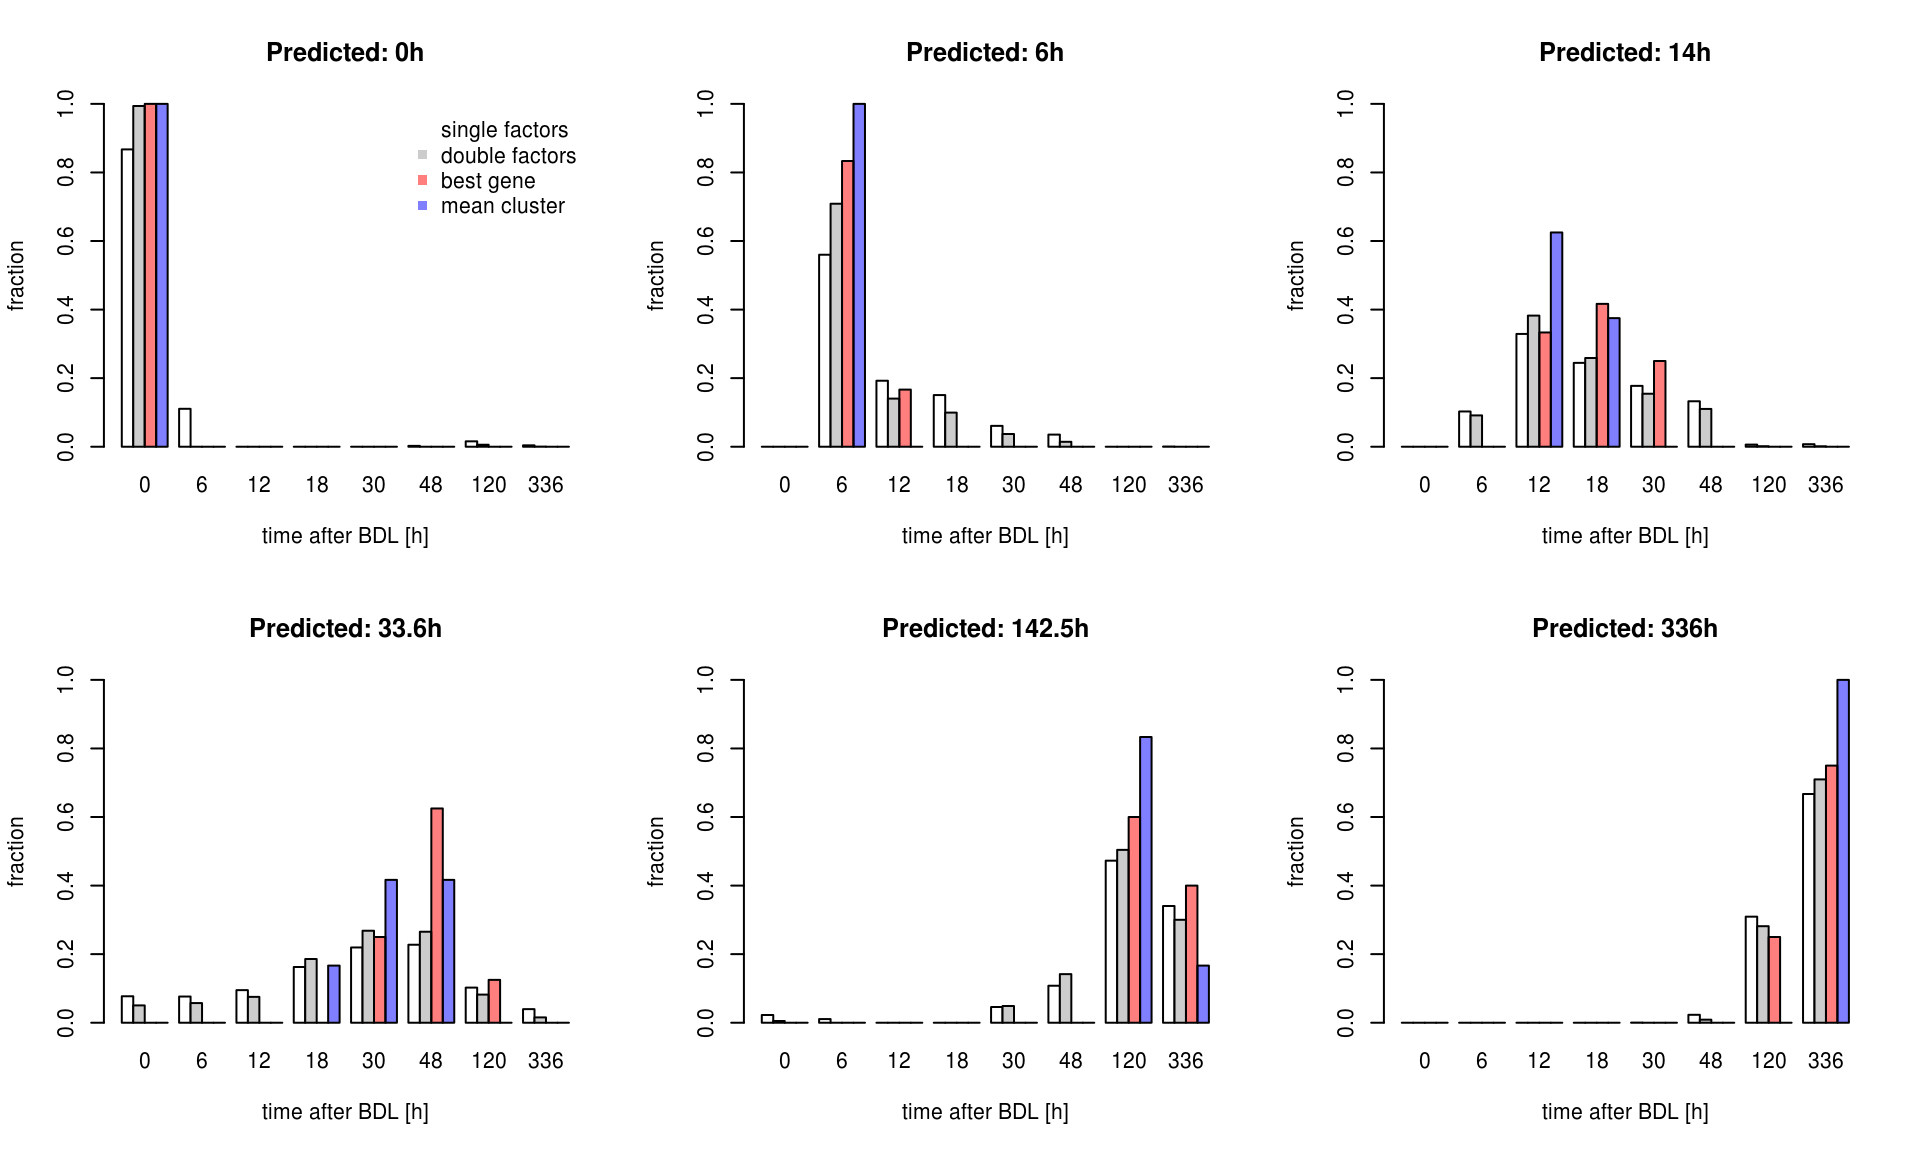 Predicted: 0h
fraction
1.0
0.8
0.6
0.4
0.2
0.0
single factors
double factors
best gene
mean cluster
0 6 12 18 30 48 120 336
time after BDL [h]
Predicted: 6h
fraction
1.0
0.8
0.6
0.4
0.2
0.0
0 6 12 18 30 48 120 336
time after BDL [h]
Predicted: 14h
fraction
1.0
0.8
0.6
0.4
0.2
0.0
0 6 12 18 30 48 120 336
time after BDL [h]
Predicted: 33.6h
fraction
1.0
0.8
0.6
0.4
0.2
0.0
0 6 12 18 30 48 120 336
time after BDL [h]
Predicted: 142.5h
fraction
1.0
0.8
0.6
0.4
0.2
0.0
0 6 12 18 30 48 120 336
time after BDL [h]
Predicted: 336h
fraction
1.0
0.8
0.6
0.4
0.2
0.0
0 6 12 18 30 48 120 336
time after BDL [h]